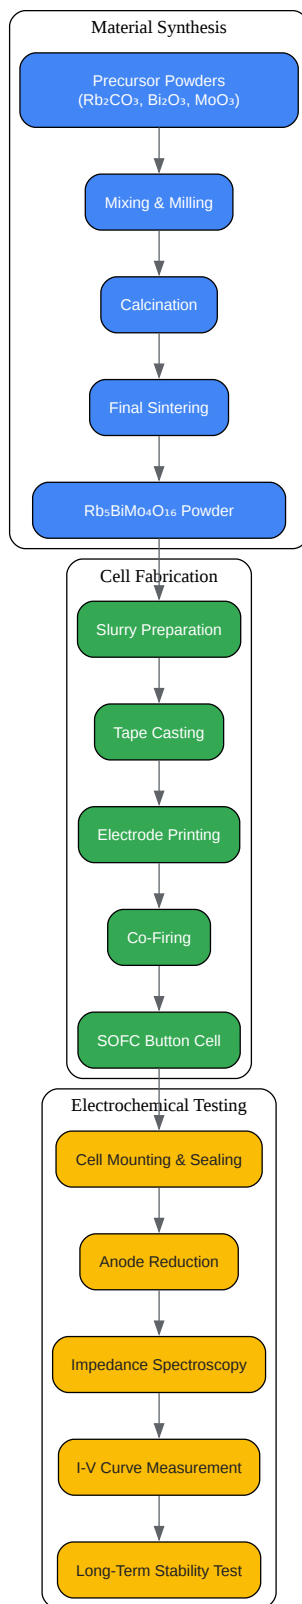 Material Synthesis
Precursor Powders
(Rb₂CO₃, Bi₂O₃, MoO₃)
Mixing & Milling
Calcination
Final Sintering
Rb₅BiMo₄O₁₆ Powder
Cell Fabrication
Slurry Preparation
Tape Casting
Electrode Printing
Co-Firing
SOFC Button Cell
Electrochemical Testing
Cell Mounting & Sealing
Anode Reduction
Impedance Spectroscopy
I-V Curve Measurement
Long-Term Stability Test